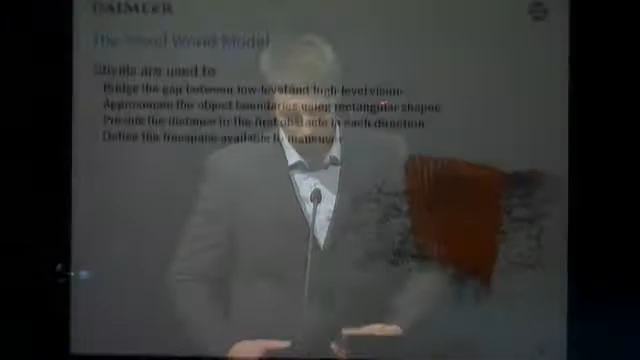 DAIMLER
The Stixel World Model
Stixels are used to
Bridge the gap between low-level and high-level vision
Approximate the object boundaries using rectangular shapes
Provide the distance to the first obstacle in each direction
Define the freespace available to maneuver